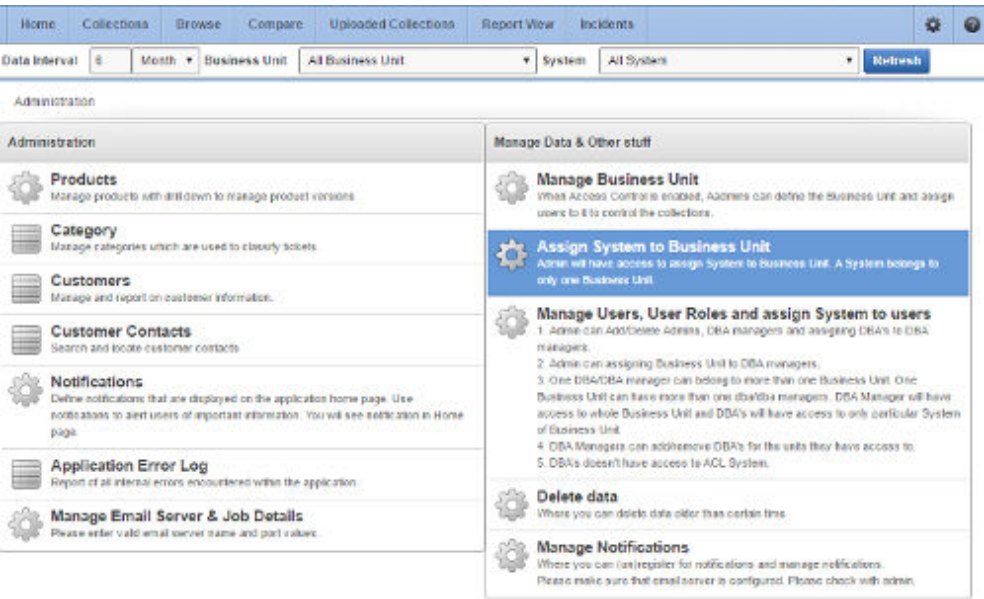 Home Collections Browse Compare Uploaded Collections Report View Incidents
Data Interval 6 Month Business Unit All Business Unit System All System Refresh
Administration
Administration
Products
Manage products with drill down to manage product versions
Category
Manage categories which are used to classify tickets
Customers
Manage and report on customer information.
Customer Contacts
Search and locate customer contacts
Notifications
Define notifications that are displayed on the application home page. Use
notifications to alert users of important information. You will see notification in Home
page.
Application Error Log
Report of all internal errors encountered within the application.
Manage Email Server & Job Details
Please enter valid email server name and port values.
Manage Data & Other stuff
Manage Business Unit
When Access Control is enabled, Aadmins can define the Business Unit and assign
users to it to control the collections.
Assign System to Business Unit
Admin will have access to assign System to Business Unit. A System belongs to
only one Business Unit
Manage Users, User Roles and assign System to users
1. Admin can Add/Delete Admins, DBA managers and assigning DBA's to DBA
managers.
2. Admin can assigning Business Unit to DBA managers.
3. One DBA/DBA manager can belong to more than one Business Unit. One
Business Unit can have more than one dba/dba managers. DBA Manager will have
access to whole Business Unit and DBA's will have access to only particular System
of Business Unit
4. DBA Managers can add/remove DBA's for the units they have access to.
5. DBA's doesn't have access to ACL System.
Delete data
Where you can delete data older than certain time.
Manage Notifications
Where you can (un)register for notifications and manage notifications.
Please make sure that email server is configured. Please check with admin.